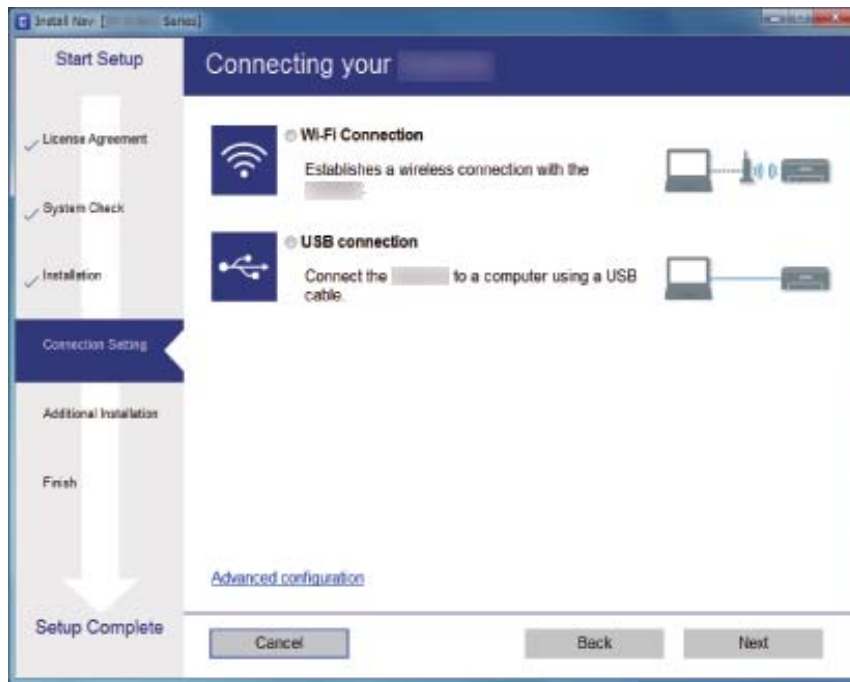 Install Navi [ Series]
Start Setup
Connecting your
License Agreement
Wi-Fi Connection
Establishes a wireless connection with the
.
System Check
USB connection
Installation
Connect the to a computer using a USB
cable.
Connection Setting
Additional Installation
Finish
Advanced configuration
Setup Complete
Cancel
Back
Next